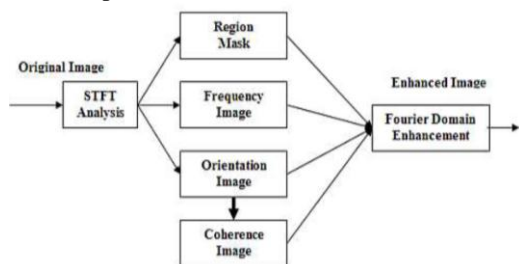 Region
Mask
Original Image
STFT
Analysis
Frequency
Image
Enhanced Image
Fourier Domain
Enhancement
Orientation
Image
Coherence
Image